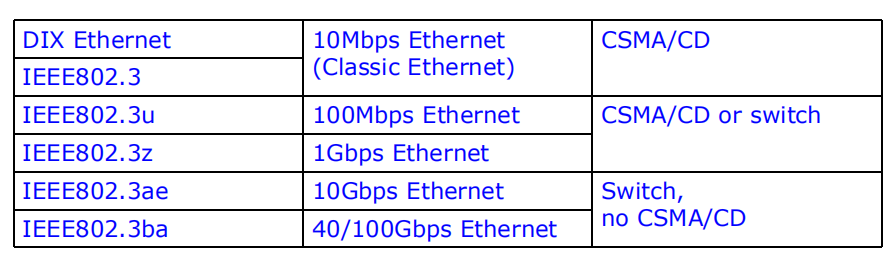 DIX Ethernet
10Mbps Ethernet
(Classic Ethernet)
CSMA/CD
IEEE802.3
IEEE802.3u
100Mbps Ethernet
CSMA/CD or switch
IEEE802.3z
1Gbps Ethernet
IEEE802.3ae
10Gbps Ethernet
Switch,
no CSMA/CD
IEEE802.3ba
40/100Gbps Ethernet